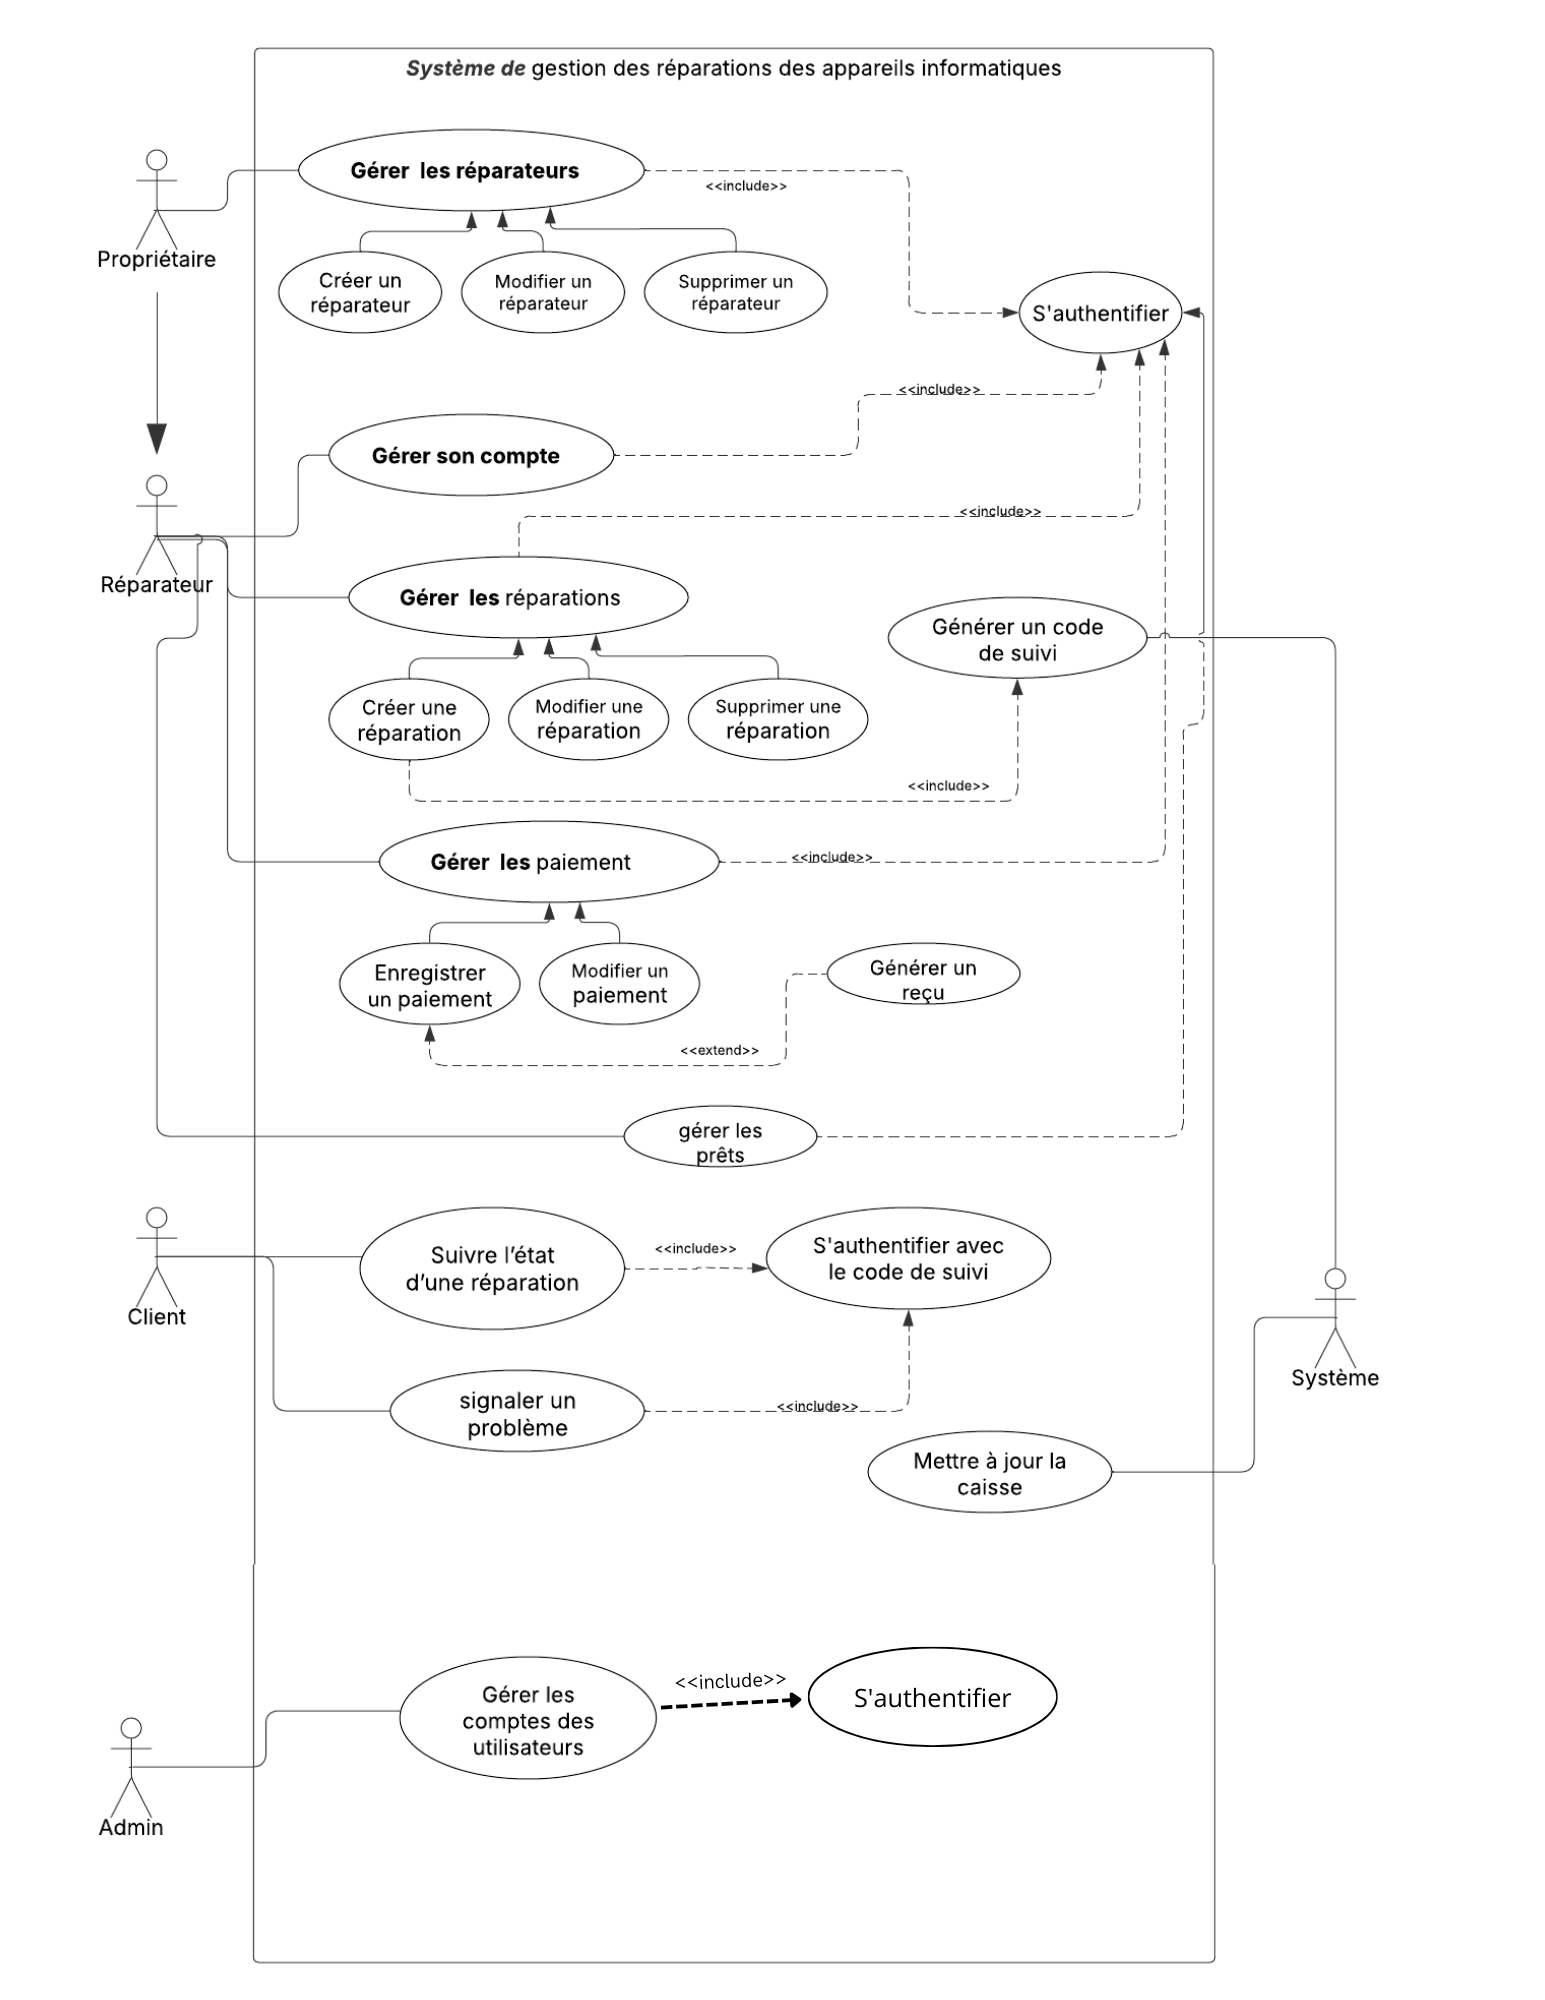 Système de gestion des réparations des appareils informatiques
Gérer  les réparateurs
<<include>>
Propriétaire
Créer un
réparateur
Modifier un
réparateur
Supprimer un
réparateur
S'authentifier
<<include>>
Gérer son compte
<<include>>
Réparateur
Gérer  les réparations
Générer un code
de suivi
Créer une
réparation
Modifier une
réparation
Supprimer une
réparation
<<include>>
Gérer  les paiement
<<include>>
Enregistrer
un paiement
Modifier un
paiement
Générer un
reçu
<<extend>>
gérer les
prêts
Suivre l’état
d’une réparation
<<include>>
S'authentifier avec
le code de suivi
Client
Système
signaler un
problème
<<include>>
Mettre à jour la
caisse
Gérer les
comptes des
utilisateurs
<<include>>
S'authentifier
Admin